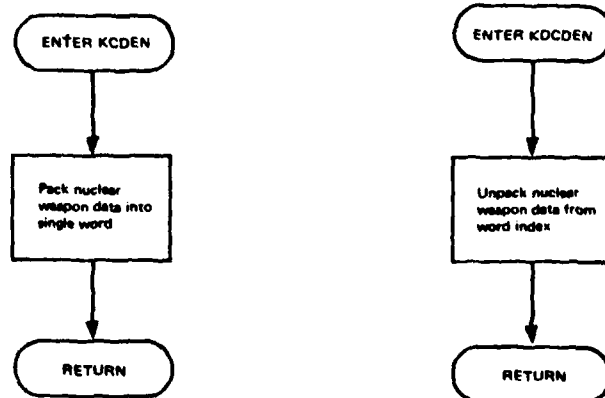 ENTER KCDEN
Pack nuclear
weapon data into
single word
RETURN
ENTER KDCDEN
Unpack nuclear
weapon data from
word index
RETURN